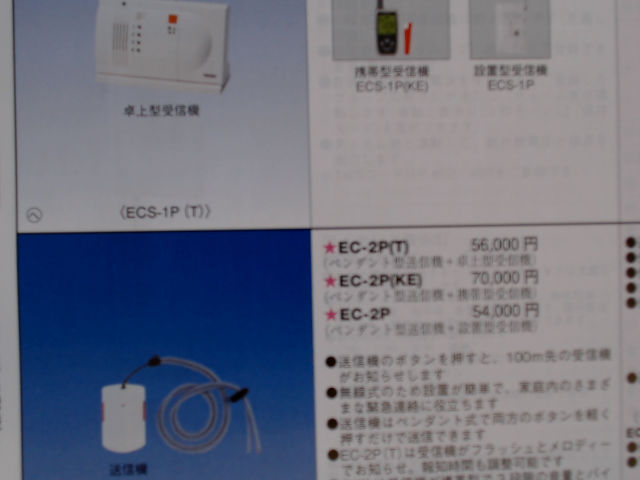 卓上型受信機
〈ECS-1P (T)〉
携帯型受信機
ECS-1P(KE)
設置型受信機
ECS-1P
★EC-2P(T) 56,000円
(ペンダント型送信機+卓上型受信機)
★EC-2P(KE) 70,000円
(ペンダント型送信機+携帯型受信機)
★EC-2P 54,000円
(ペンダント型送信機+設置型受信機)
●送信機のボタンを押すと、100m先の受信機
がお知らせします
●無線式のため設置が簡単で、家庭内のさまざ
まな緊急連絡に役立ちます
●送信機はペンダント式で両方のボタンを軽く
押すだけで送信できます
●EC-2P(T)は受信機がフラッシュとメロディー
でお知らせ。報知時間も調整可能です
送信機